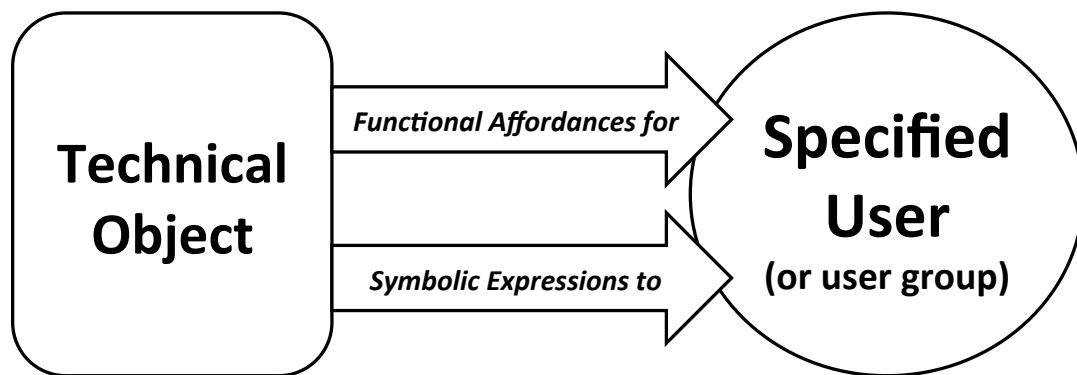 Technical
Object
Functional Affordances for
Symbolic Expressions to
Specified
User
(or user group)